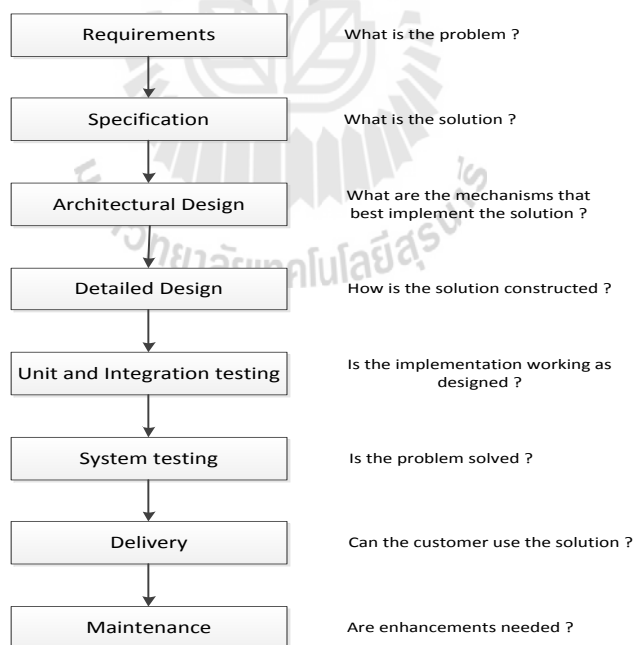 Requirements
What is the problem ?
Specification
What is the solution ?
Architectural Design
What are the mechanisms that
best implement the solution ?
Detailed Design
How is the solution constructed ?
Unit and Integration testing
Is the implementation working as
designed ?
System testing
Is the problem solved ?
Delivery
Can the customer use the solution ?
Maintenance
Are enhancements needed ?